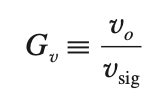 G_v ≡ v_o / v_sig